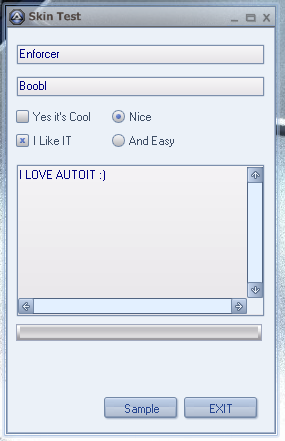 Skin Test
Enforcer
Boobl
Yes it's Cool
Nice
I Like IT
And Easy
I LOVE AUTOIT :)
Sample
EXIT